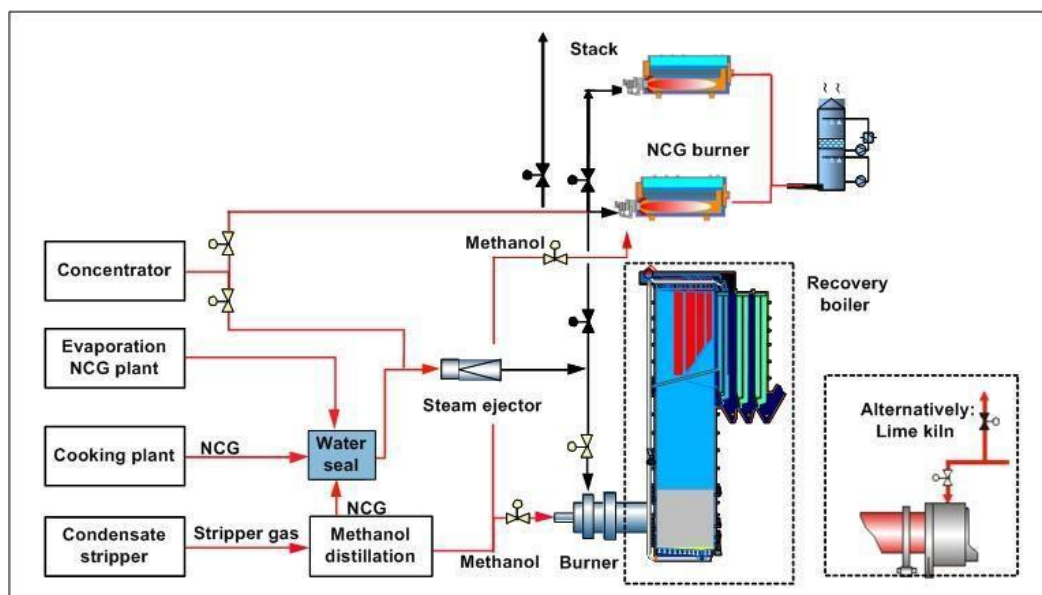 Stack
NCG burner
Methanol
Concentrator
Recovery
boiler
Evaporation
NCG plant
Steam ejector
Alternatively:
Lime kiln
Cooking plant
NCG
Water
seal
NCG
Condensate
stripper
Stripper gas
Methanol
distillation
Methanol
Burner